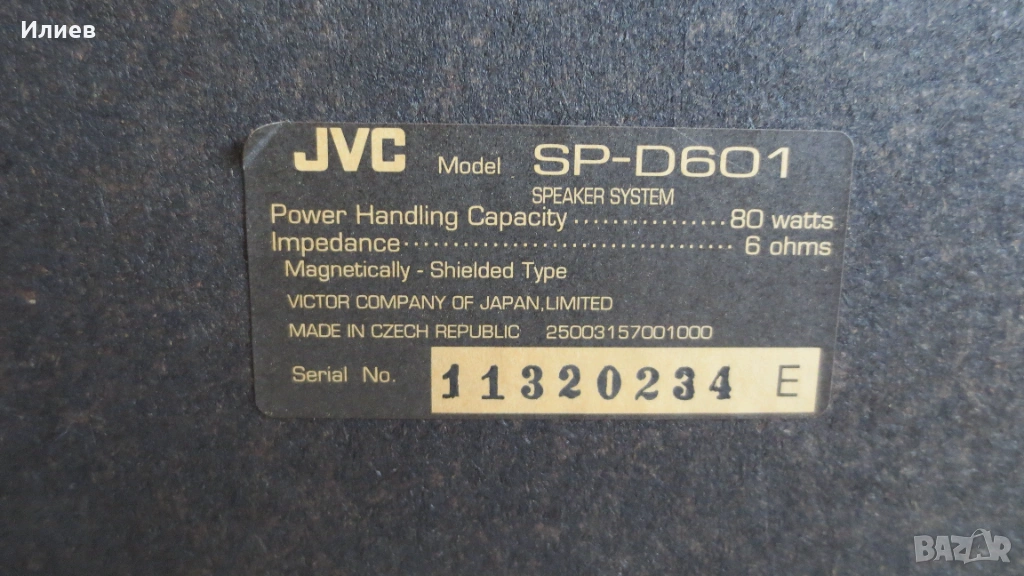 Илиев
JVC Model SP-D601
SPEAKER SYSTEM
Power Handling Capacity ............... 80 watts
Impedance ................................. 6 ohms
Magnetically - Shielded Type
VICTOR COMPANY OF JAPAN, LIMITED
MADE IN CZECH REPUBLIC 25003157001000
Serial No. 11320234 E
BAZAR